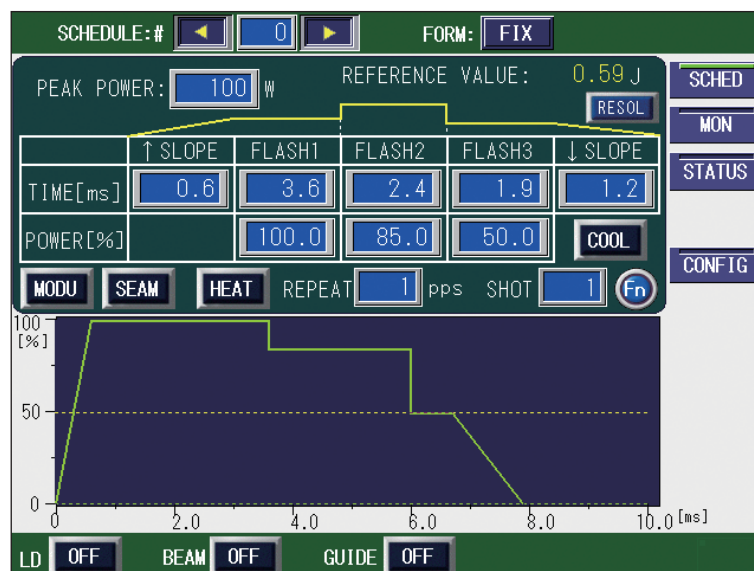 SCHEDULE:# ◄ 0 ► FORM: FIX
PEAK POWER: 100 W REFERENCE VALUE: 0.59 J
RESOL
↑ SLOPE FLASH1 FLASH2 FLASH3 ↓ SLOPE
TIME[ms] 0.6 3.6 2.4 1.9 1.2
POWER[%] 100.0 85.0 50.0 COOL
MODU SEAM HEAT REPEAT 1 pps SHOT 1 Fn
SCHED
MON
STATUS
CONFIG
100
[%]
50
0
0 2.0 4.0 6.0 8.0 10.0 [ms]
LD OFF BEAM OFF GUIDE OFF